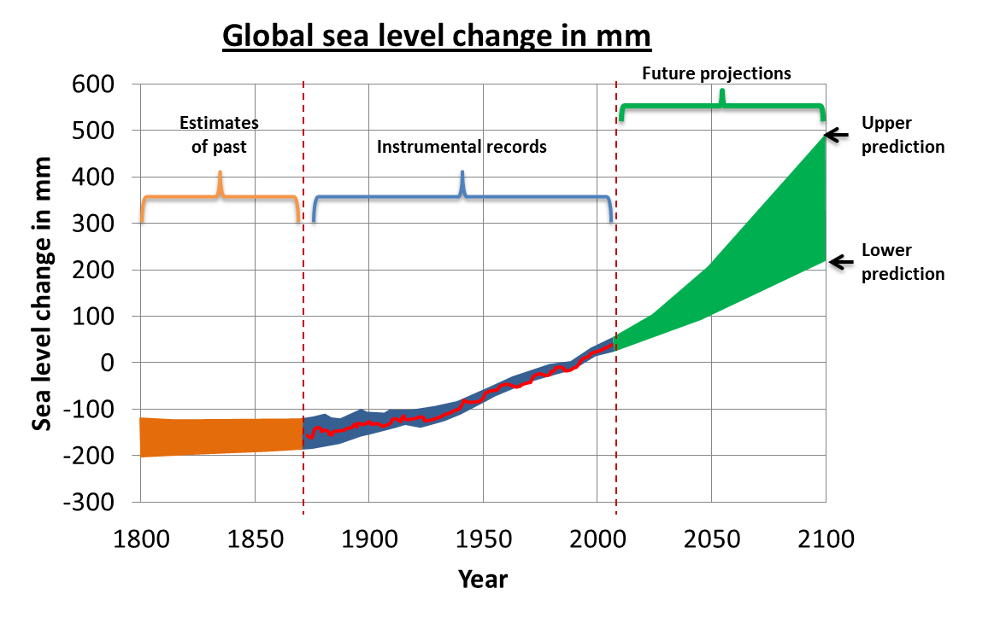 Global sea level change in mm
Future projections
600
500
400
300
200
100
0
-100
-200
-300
Sea level change in mm
Estimates
of past
Instrumental records
Upper
prediction
Lower
prediction
1800 1850 1900 1950 2000 2050 2100
Year